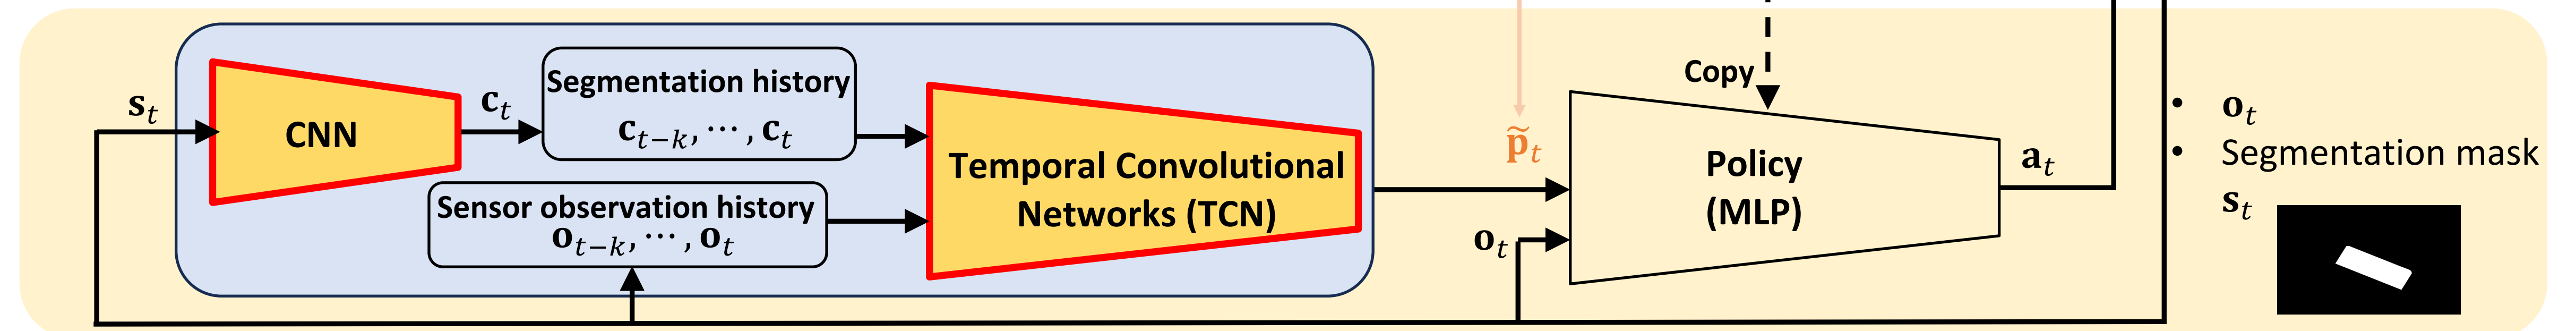 s_t
CNN
c_t
Segmentation history
c_{t−k}, ⋯ , c_t
Sensor observation history
o_{t−k}, ⋯ , o_t
Temporal Convolutional
Networks (TCN)
p̃_t
o_t
Copy
Policy
(MLP)
a_t
• o_t
• Segmentation mask
s_t